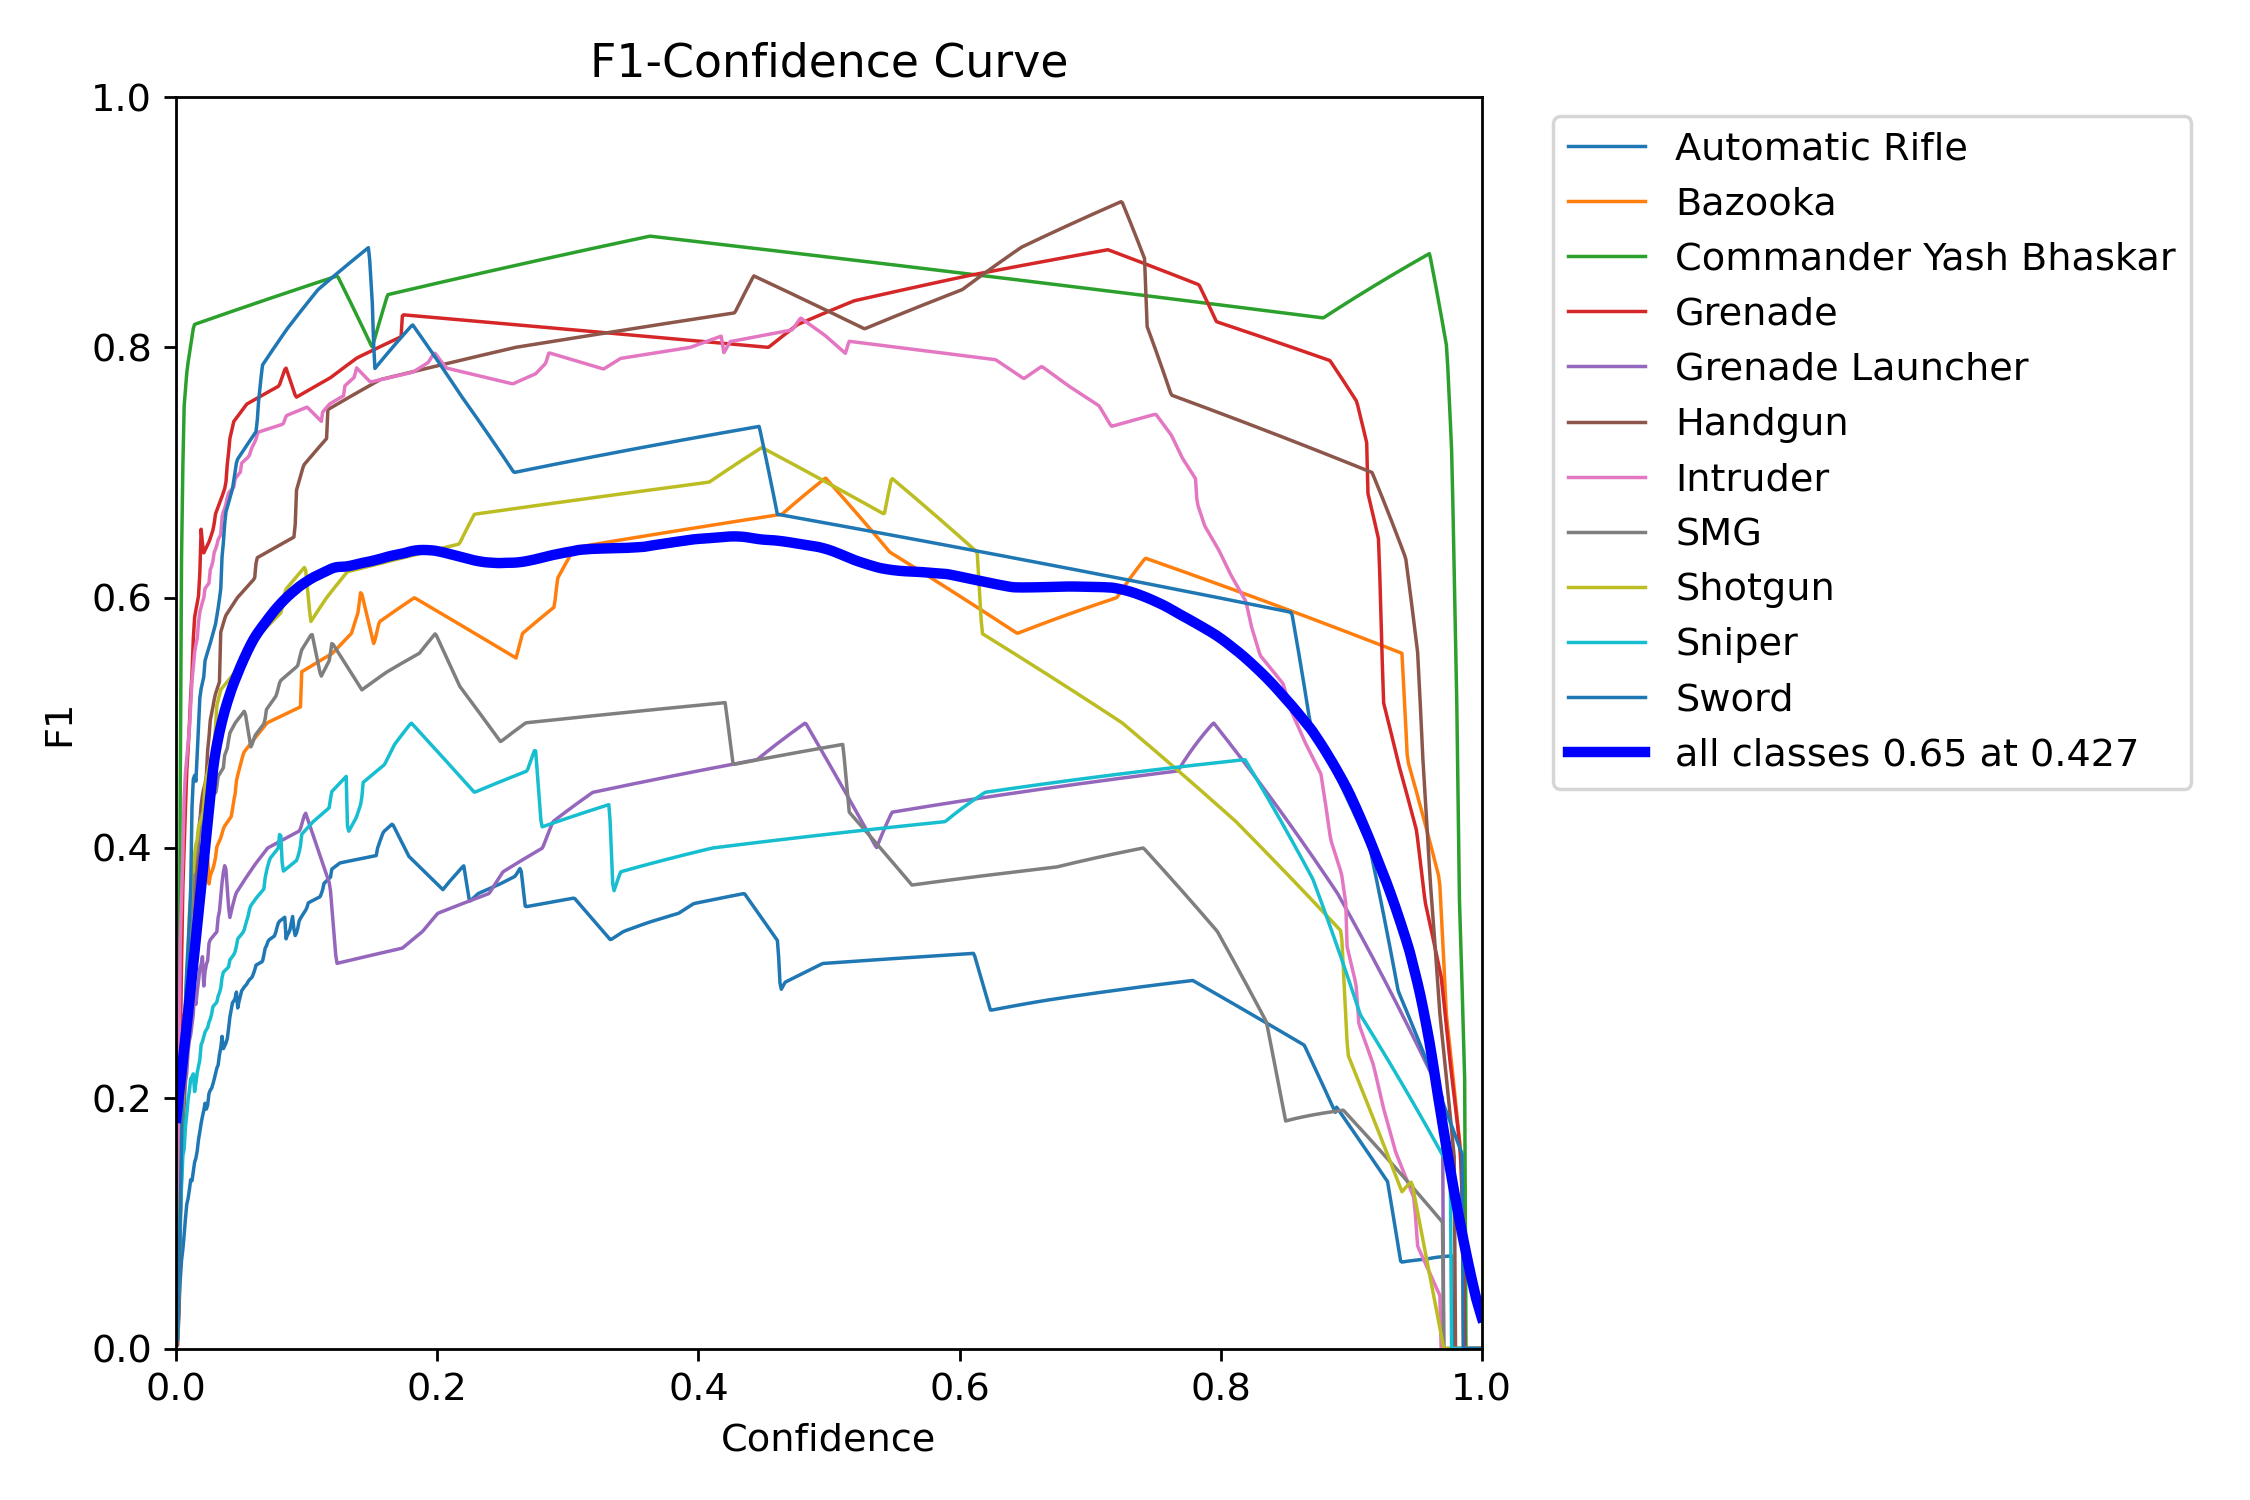 F1-Confidence Curve
1.0
0.8
0.6
0.4
0.2
0.0
F1
0.0 0.2 0.4 0.6 0.8 1.0
Confidence
Automatic Rifle
Bazooka
Commander Yash Bhaskar
Grenade
Grenade Launcher
Handgun
Intruder
SMG
Shotgun
Sniper
Sword
all classes 0.65 at 0.427